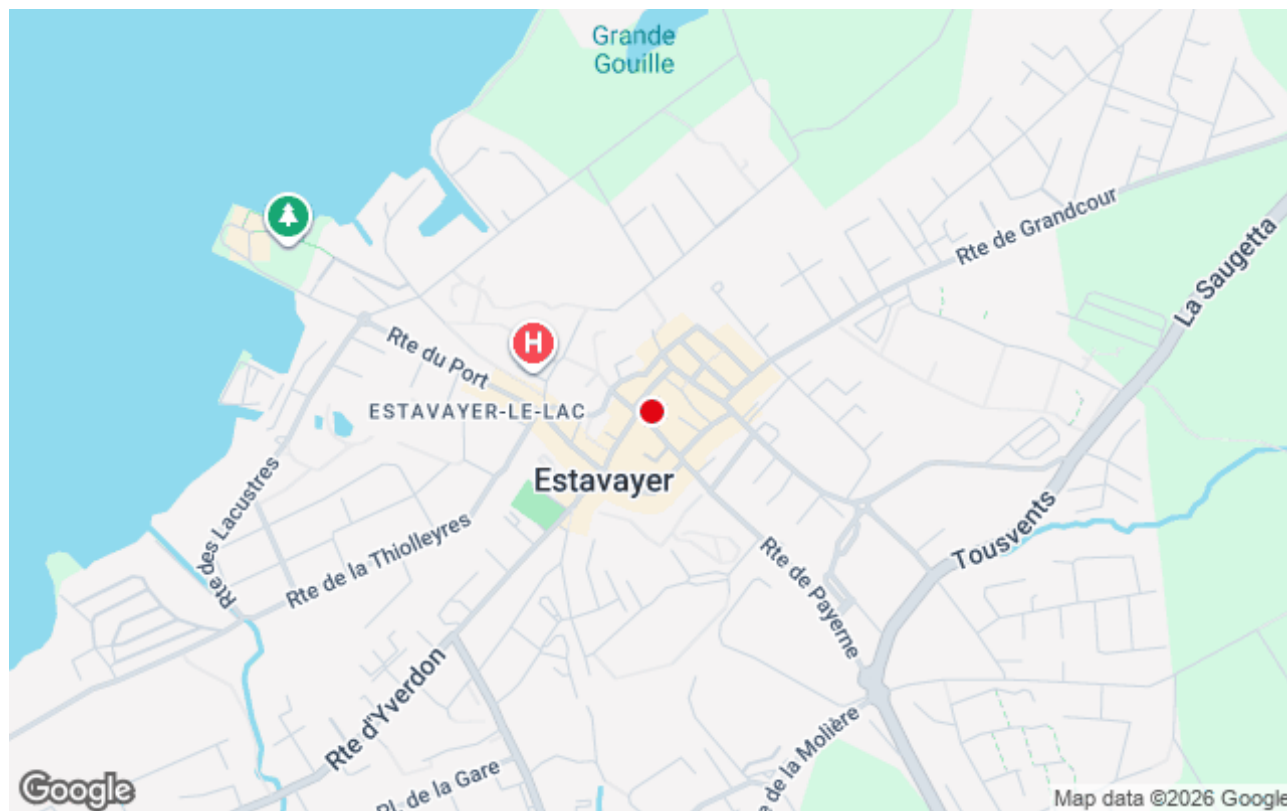 Grande
Gouille
Rte de Grandcour
La Saugetta
H
Rte du Port
ESTAVAYER-LE-LAC
Estavayer
Rte des Lacustres
Rte de la Thiolleyres
Tousvents
Rte de Payerne
Rte d'Yverdon
e de la Molière
Pl. de la Gare
Google
Map data ©2026 Google